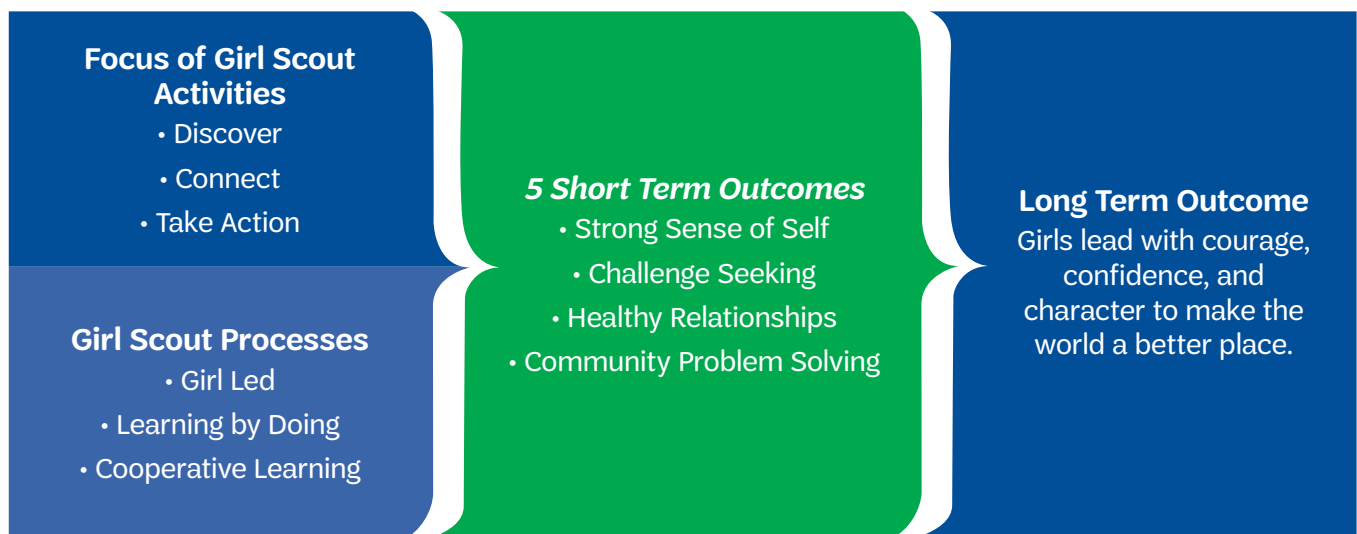 Focus of Girl Scout
Activities
• Discover
• Connect
• Take Action
Girl Scout Processes
• Girl Led
• Learning by Doing
• Cooperative Learning
5 Short Term Outcomes
• Strong Sense of Self
• Challenge Seeking
• Healthy Relationships
• Community Problem Solving
Long Term Outcome
Girls lead with courage,
confidence, and
character to make the
world a better place.